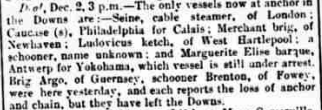 Deal, Dec. 2, 3 p.m.—The only vessels now at anchor in
the Downs are:—Seine, cable steamer, of London;
Caucase (s), Philadelphia for Calais; Merchant brig, of
Newhaven; Ludovicus ketch, of West Hartlepool; a
schooner, name unknown, and Marguerite Elise barque,
Antwerp for Yokohama, which vessel is still under arrest.
Brig Argo, of Guernsey, schooner Brenton, of Fowey,
were here yesterday, and each reports the loss of anchor
and chain, but they have left the Downs.